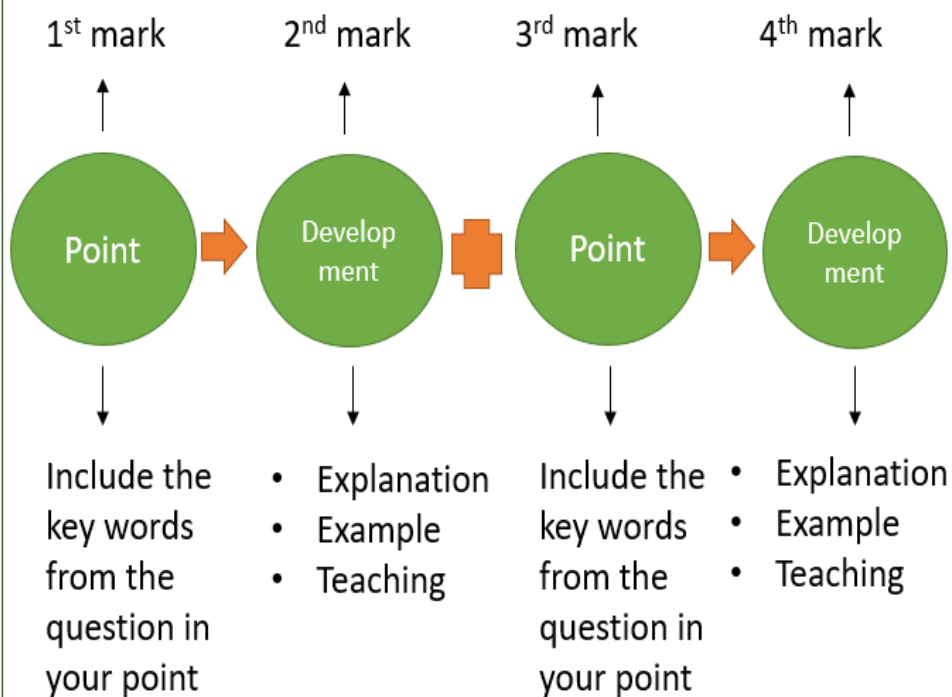 1st mark
2nd mark
3rd mark
4th mark
Point
Develop
ment
Point
Develop
ment
Include the
key words
from the
question in
your point
• Explanation
• Example
• Teaching
Include the
key words
from the
question in
your point
• Explanation
• Example
• Teaching